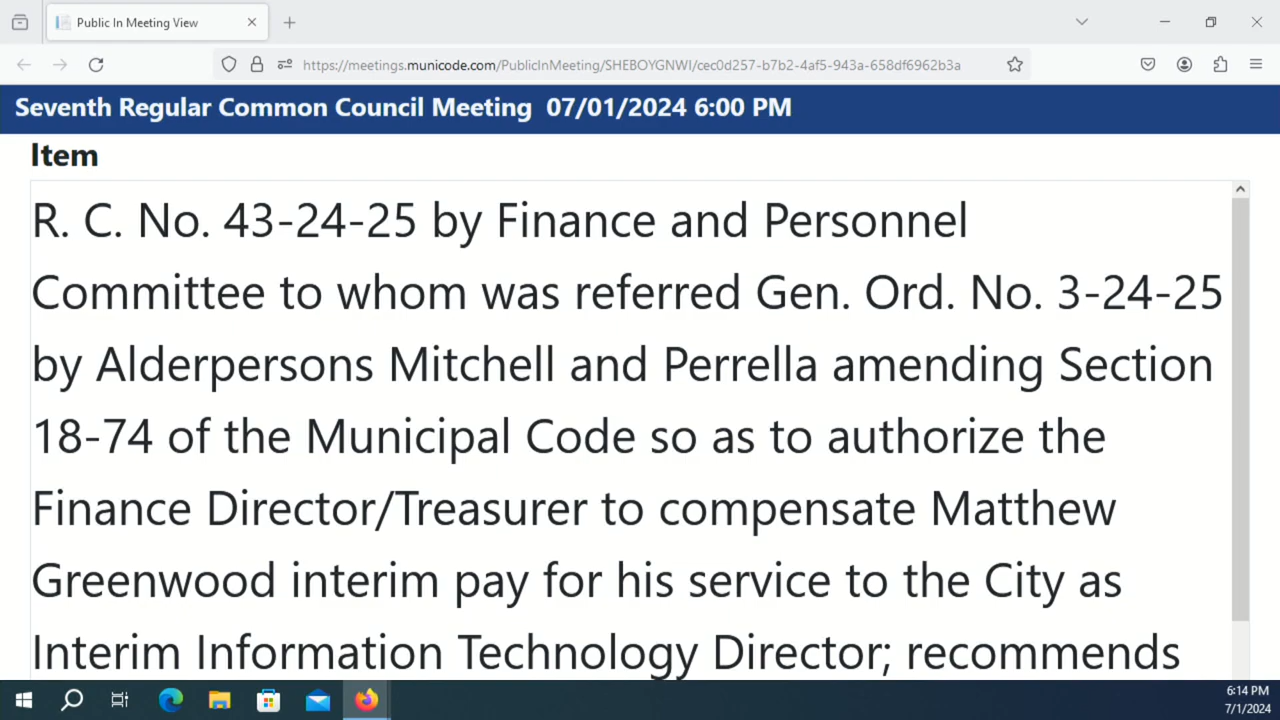 Public In Meeting View
https://meetings.municode.com/PublicInMeeting/SHEBOYGNWI/cec0d257-b7b2-4af5-943a-658df6962b3a
Seventh Regular Common Council Meeting 07/01/2024 6:00 PM
Item
R. C. No. 43-24-25 by Finance and Personnel
Committee to whom was referred Gen. Ord. No. 3-24-25
by Alderpersons Mitchell and Perrella amending Section
18-74 of the Municipal Code so as to authorize the
Finance Director/Treasurer to compensate Matthew
Greenwood interim pay for his service to the City as
Interim Information Technology Director; recommends
6:14 PM
7/1/2024